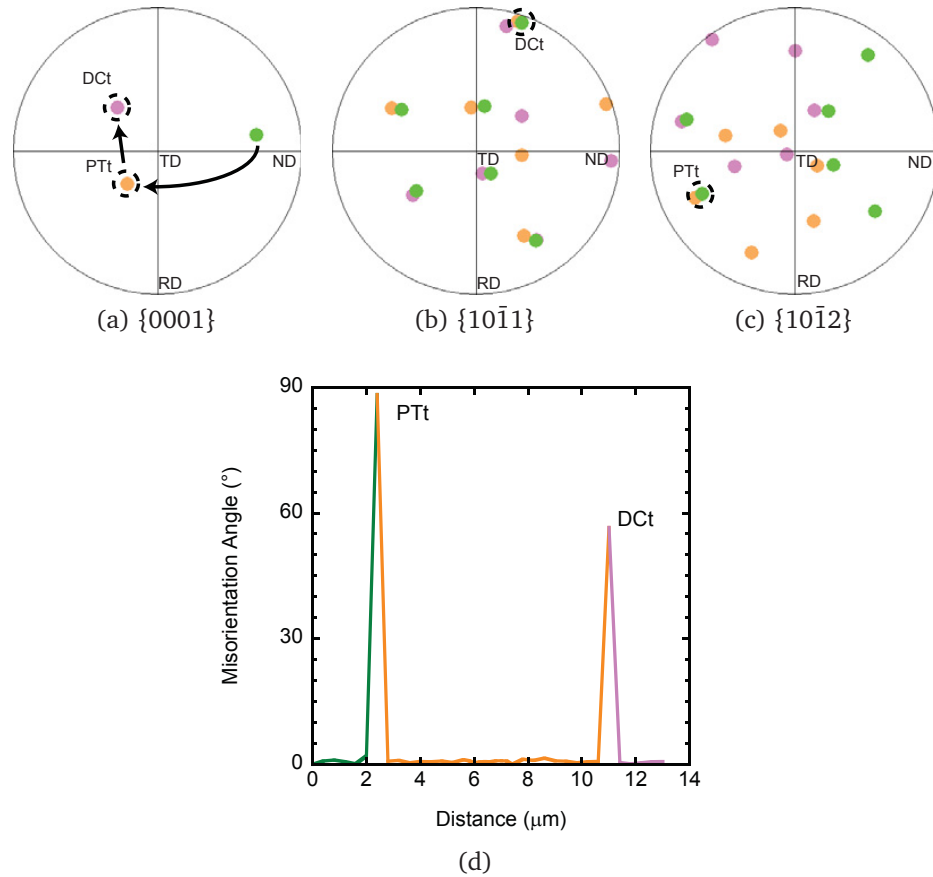 DCt
PTt
TD
ND
RD
(a) {0001}
DCt
TD
ND
RD
(b) {101̄1}
PTt
TD
ND
RD
(c) {101̄2}
90
60
30
0
Misorientation Angle (°)
PTt
DCt
0 2 4 6 8 10 12 14
Distance (μm)
(d)